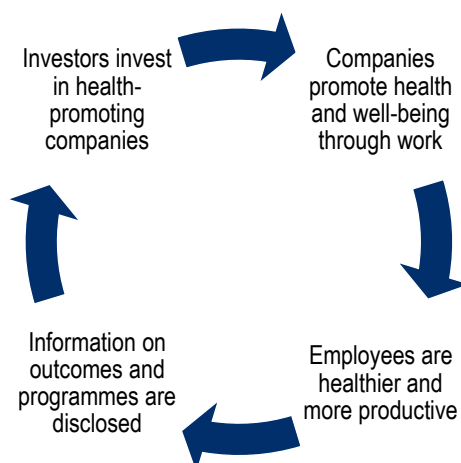 Investors invest
in health-
promoting
companies
Companies
promote health
and well-being
through work
Employees are
healthier and
more productive
Information on
outcomes and
programmes are
disclosed